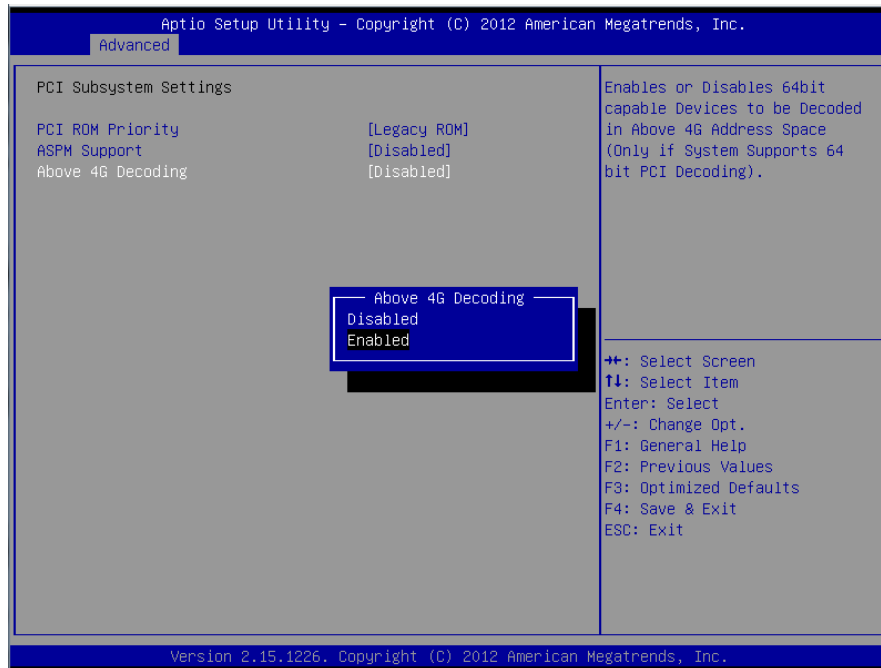 Aptio Setup Utility – Copyright (C) 2012 American Megatrends, Inc.
Advanced
PCI Subsystem Settings
PCI ROM Priority [Legacy ROM]
ASPM Support [Disabled]
Above 4G Decoding [Disabled]
Above 4G Decoding
Disabled
Enabled
Enables or Disables 64bit
capable Devices to be Decoded
in Above 4G Address Space
(Only if System Supports 64
bit PCI Decoding).
→←: Select Screen
↑↓: Select Item
Enter: Select
+/-: Change Opt.
F1: General Help
F2: Previous Values
F3: Optimized Defaults
F4: Save & Exit
ESC: Exit
Version 2.15.1226. Copyright (C) 2012 American Megatrends, Inc.